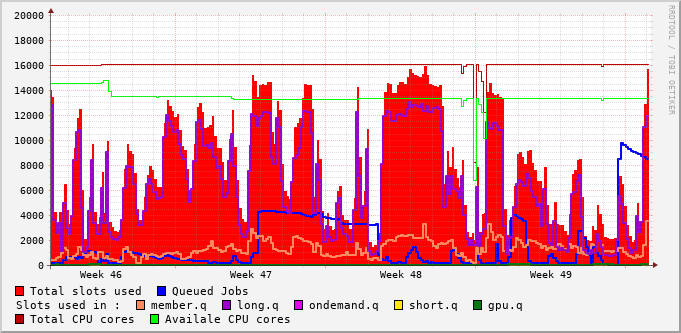 20000
18000
16000
14000
12000
10000
8000
6000
4000
2000
0
Week 46 Week 47 Week 48 Week 49
Total slots used Queued Jobs
Slots used in : member.q long.q ondemand.q short.q gpu.q
Total CPU cores Availale CPU cores
RRDTOOL / TOBI OETIKER